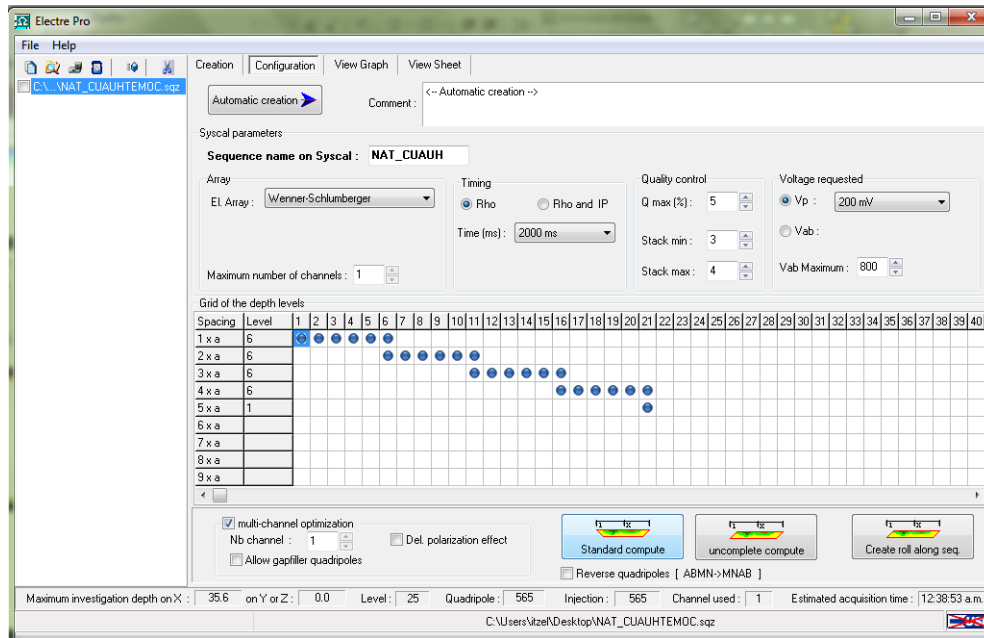 Electre Pro
File Help
C:\...\NAT_CUAUHTEMOC.sqz
Creation Configuration View Graph View Sheet
Automatic creation
Comment :
<-- Automatic creation -->
Syscal parameters
Sequence name on Syscal : NAT_CUAUH
Array
El. Array : Wenner-Schlumberger
Maximum number of channels : 1
Timing
Rho Rho and IP
Time (ms) : 2000 ms
Quality control
Q max (%) : 5
Stack min : 3
Stack max : 4
Voltage requested
Vp : 200 mV
Vab :
Vab Maximum : 800
Grid of the depth levels
Spacing Level 1 2 3 4 5 6 7 8 9 10 11 12 13 14 15 16 17 18 19 20 21 22 23 24 25 26 27 28 29 30 31 32 33 34 35 36 37 38 39 40
1 x a 6
2 x a 6
3 x a 6
4 x a 6
5 x a 1
6 x a
7 x a
8 x a
9 x a
multi-channel optimization
Nb channel : 1
Del. polarization effect
Allow gapfiller quadripoles
Standard compute
uncomplete compute
Create roll along seq.
Reverse quadripoles [ ABMN->MNAB ]
Maximum investigation depth on X : 35.6 on Y or Z : 0.0 Level : 25 Quadripole : 565 Injection : 565 Channel used : 1 Estimated acquisition time : 12:38:53 a.m.
C:\Users\itzel\Desktop\NAT_CUAUHTEMOC.sqz